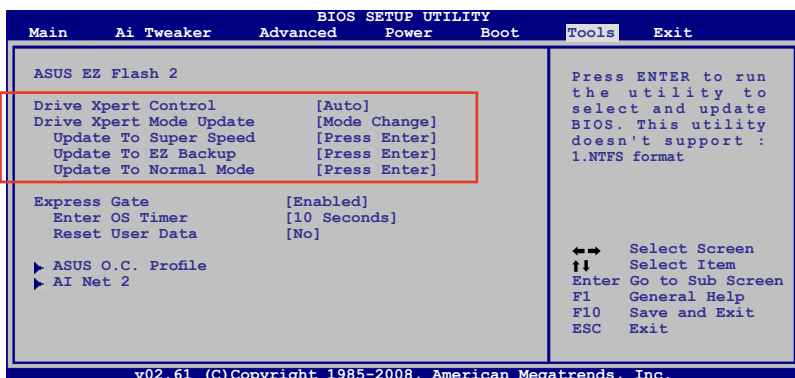 BIOS SETUP UTILITY
Main Ai Tweaker Advanced Power Boot Tools Exit
ASUS EZ Flash 2
Drive Xpert Control [Auto]
Drive Xpert Mode Update [Mode Change]
Update To Super Speed [Press Enter]
Update To EZ Backup [Press Enter]
Update To Normal Mode [Press Enter]
Express Gate [Enabled]
Enter OS Timer [10 Seconds]
Reset User Data [No]
ASUS O.C. Profile
AI Net 2
Press ENTER to run
the utility to
select and update
BIOS. This utility
doesn't support :
1.NTFS format
Select Screen
Select Item
Enter Go to Sub Screen
F1 General Help
F10 Save and Exit
ESC Exit
v02.61 (C)Copyright 1985-2008, American Megatrends, Inc.